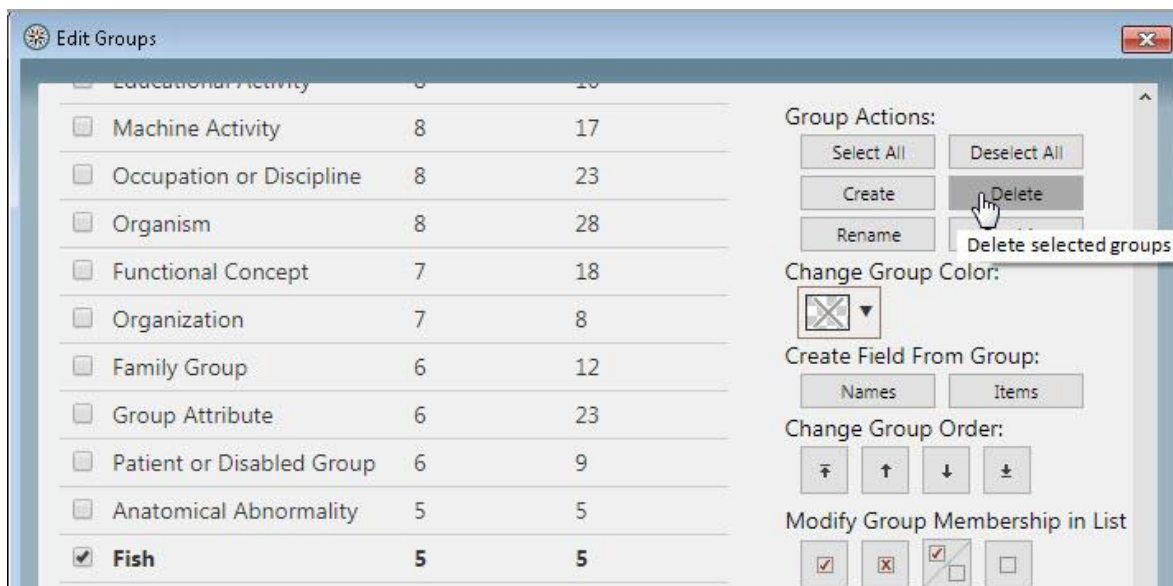 Edit Groups
Educational Activity
Machine Activity 8 17
Occupation or Discipline 8 23
Organism 8 28
Functional Concept 7 18
Organization 7 8
Family Group 6 12
Group Attribute 6 23
Patient or Disabled Group 6 9
Anatomical Abnormality 5 5
Fish 5 5
Group Actions:
Select All Deselect All
Create Delete
Rename
Delete selected groups
Change Group Color:
Create Field From Group:
Names Items
Change Group Order:
Modify Group Membership in List